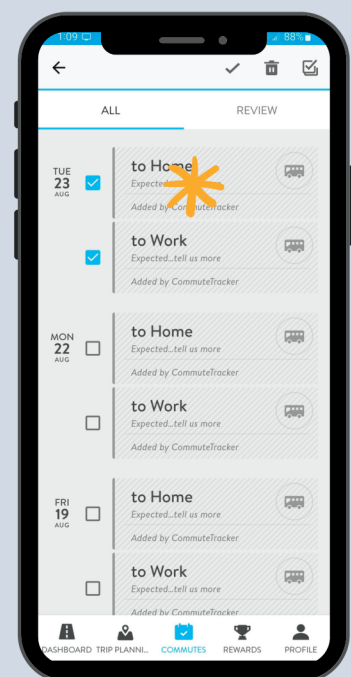 1:09 88%
ALL REVIEW
TUE
23
AUG
to Home
Expected
Added by CommuteTracker
to Work
Expected...tell us more
Added by CommuteTracker
MON
22
AUG
to Home
Expected...tell us more
Added by CommuteTracker
to Work
Expected...tell us more
Added by CommuteTracker
FRI
19
AUG
to Home
Expected...tell us more
Added by CommuteTracker
to Work
Expected...tell us more
Added by CommuteTracker
DASHBOARD TRIP PLANNI... COMMUTES REWARDS PROFILE